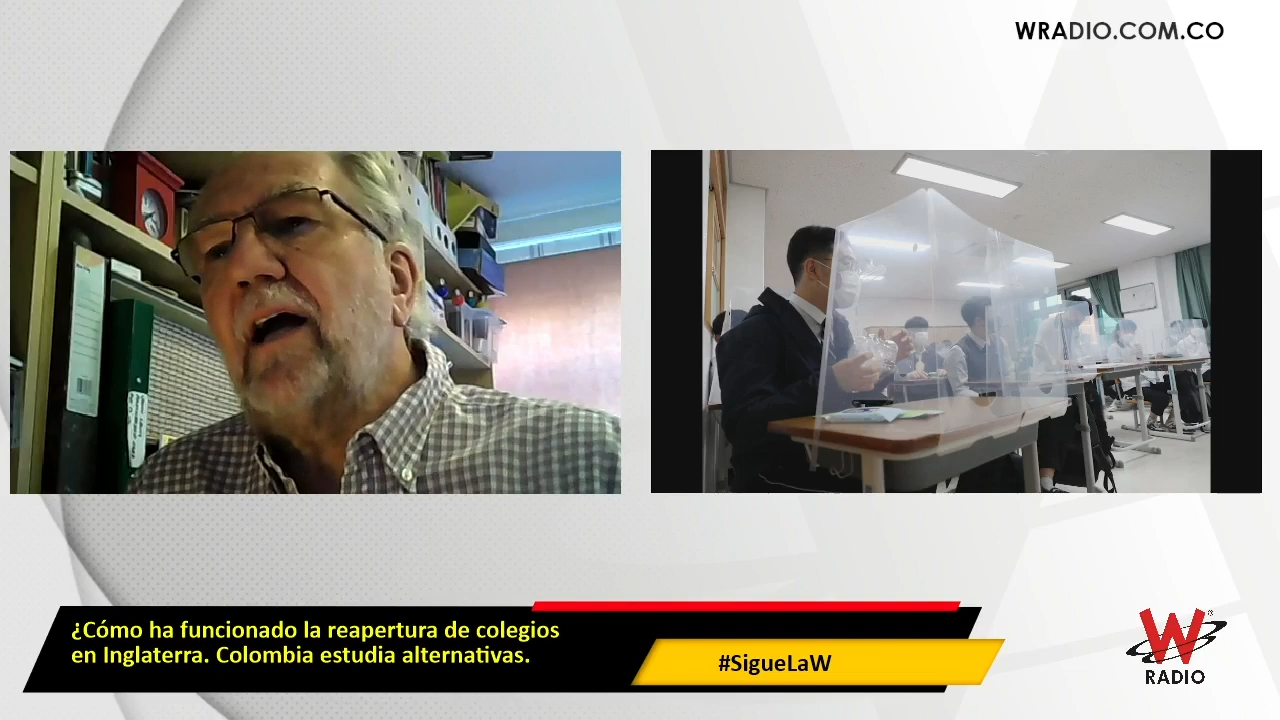 WRADIO.COM.CO
¿Cómo ha funcionado la reapertura de colegios
en Inglaterra. Colombia estudia alternativas.
#SigueLaW
W
RADIO